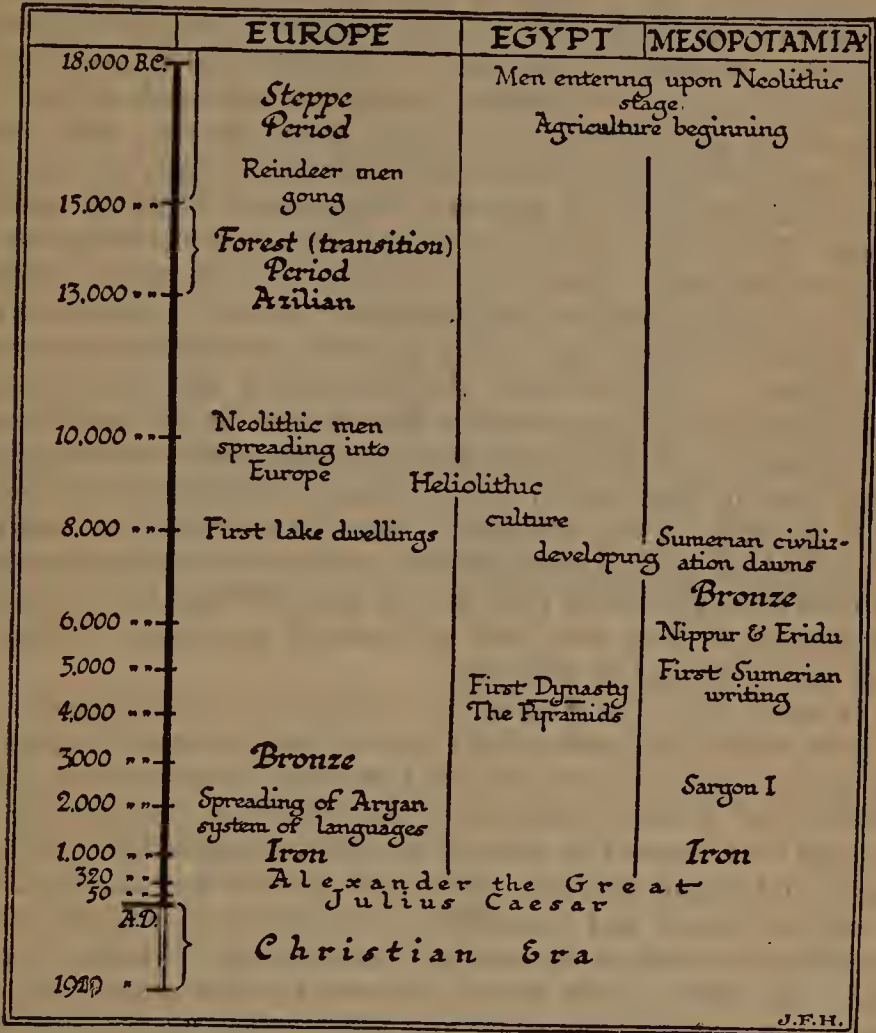 EUROPE EGYPT MESOPOTAMIA
18,000 B.C.
Steppe
Period
Men entering upon Neolithic
stage.
Agriculture beginning
Reindeer men
going
15,000 " "
Forest (transition)
Period
13,000 " "
Azilian
Neolithic men
10,000 " "
spreading into
Europe
Heliolithic
culture
developing
8,000 " "
First lake dwellings
Sumerian civiliz-
ation dawns
Bronze
6,000 " "
Nippur & Eridu
5,000 " "
First Sumerian
writing
First Dynasty
The Pyramids
4,000 " "
3000 " "
Bronze
Sargon I
2,000 " "
Spreading of Aryan
system of languages
1,000 " "
Iron
Iron
320 " "
Alexander the Great
50 " "
Julius Caesar
A.D.
Christian Era
"
J.F.H.